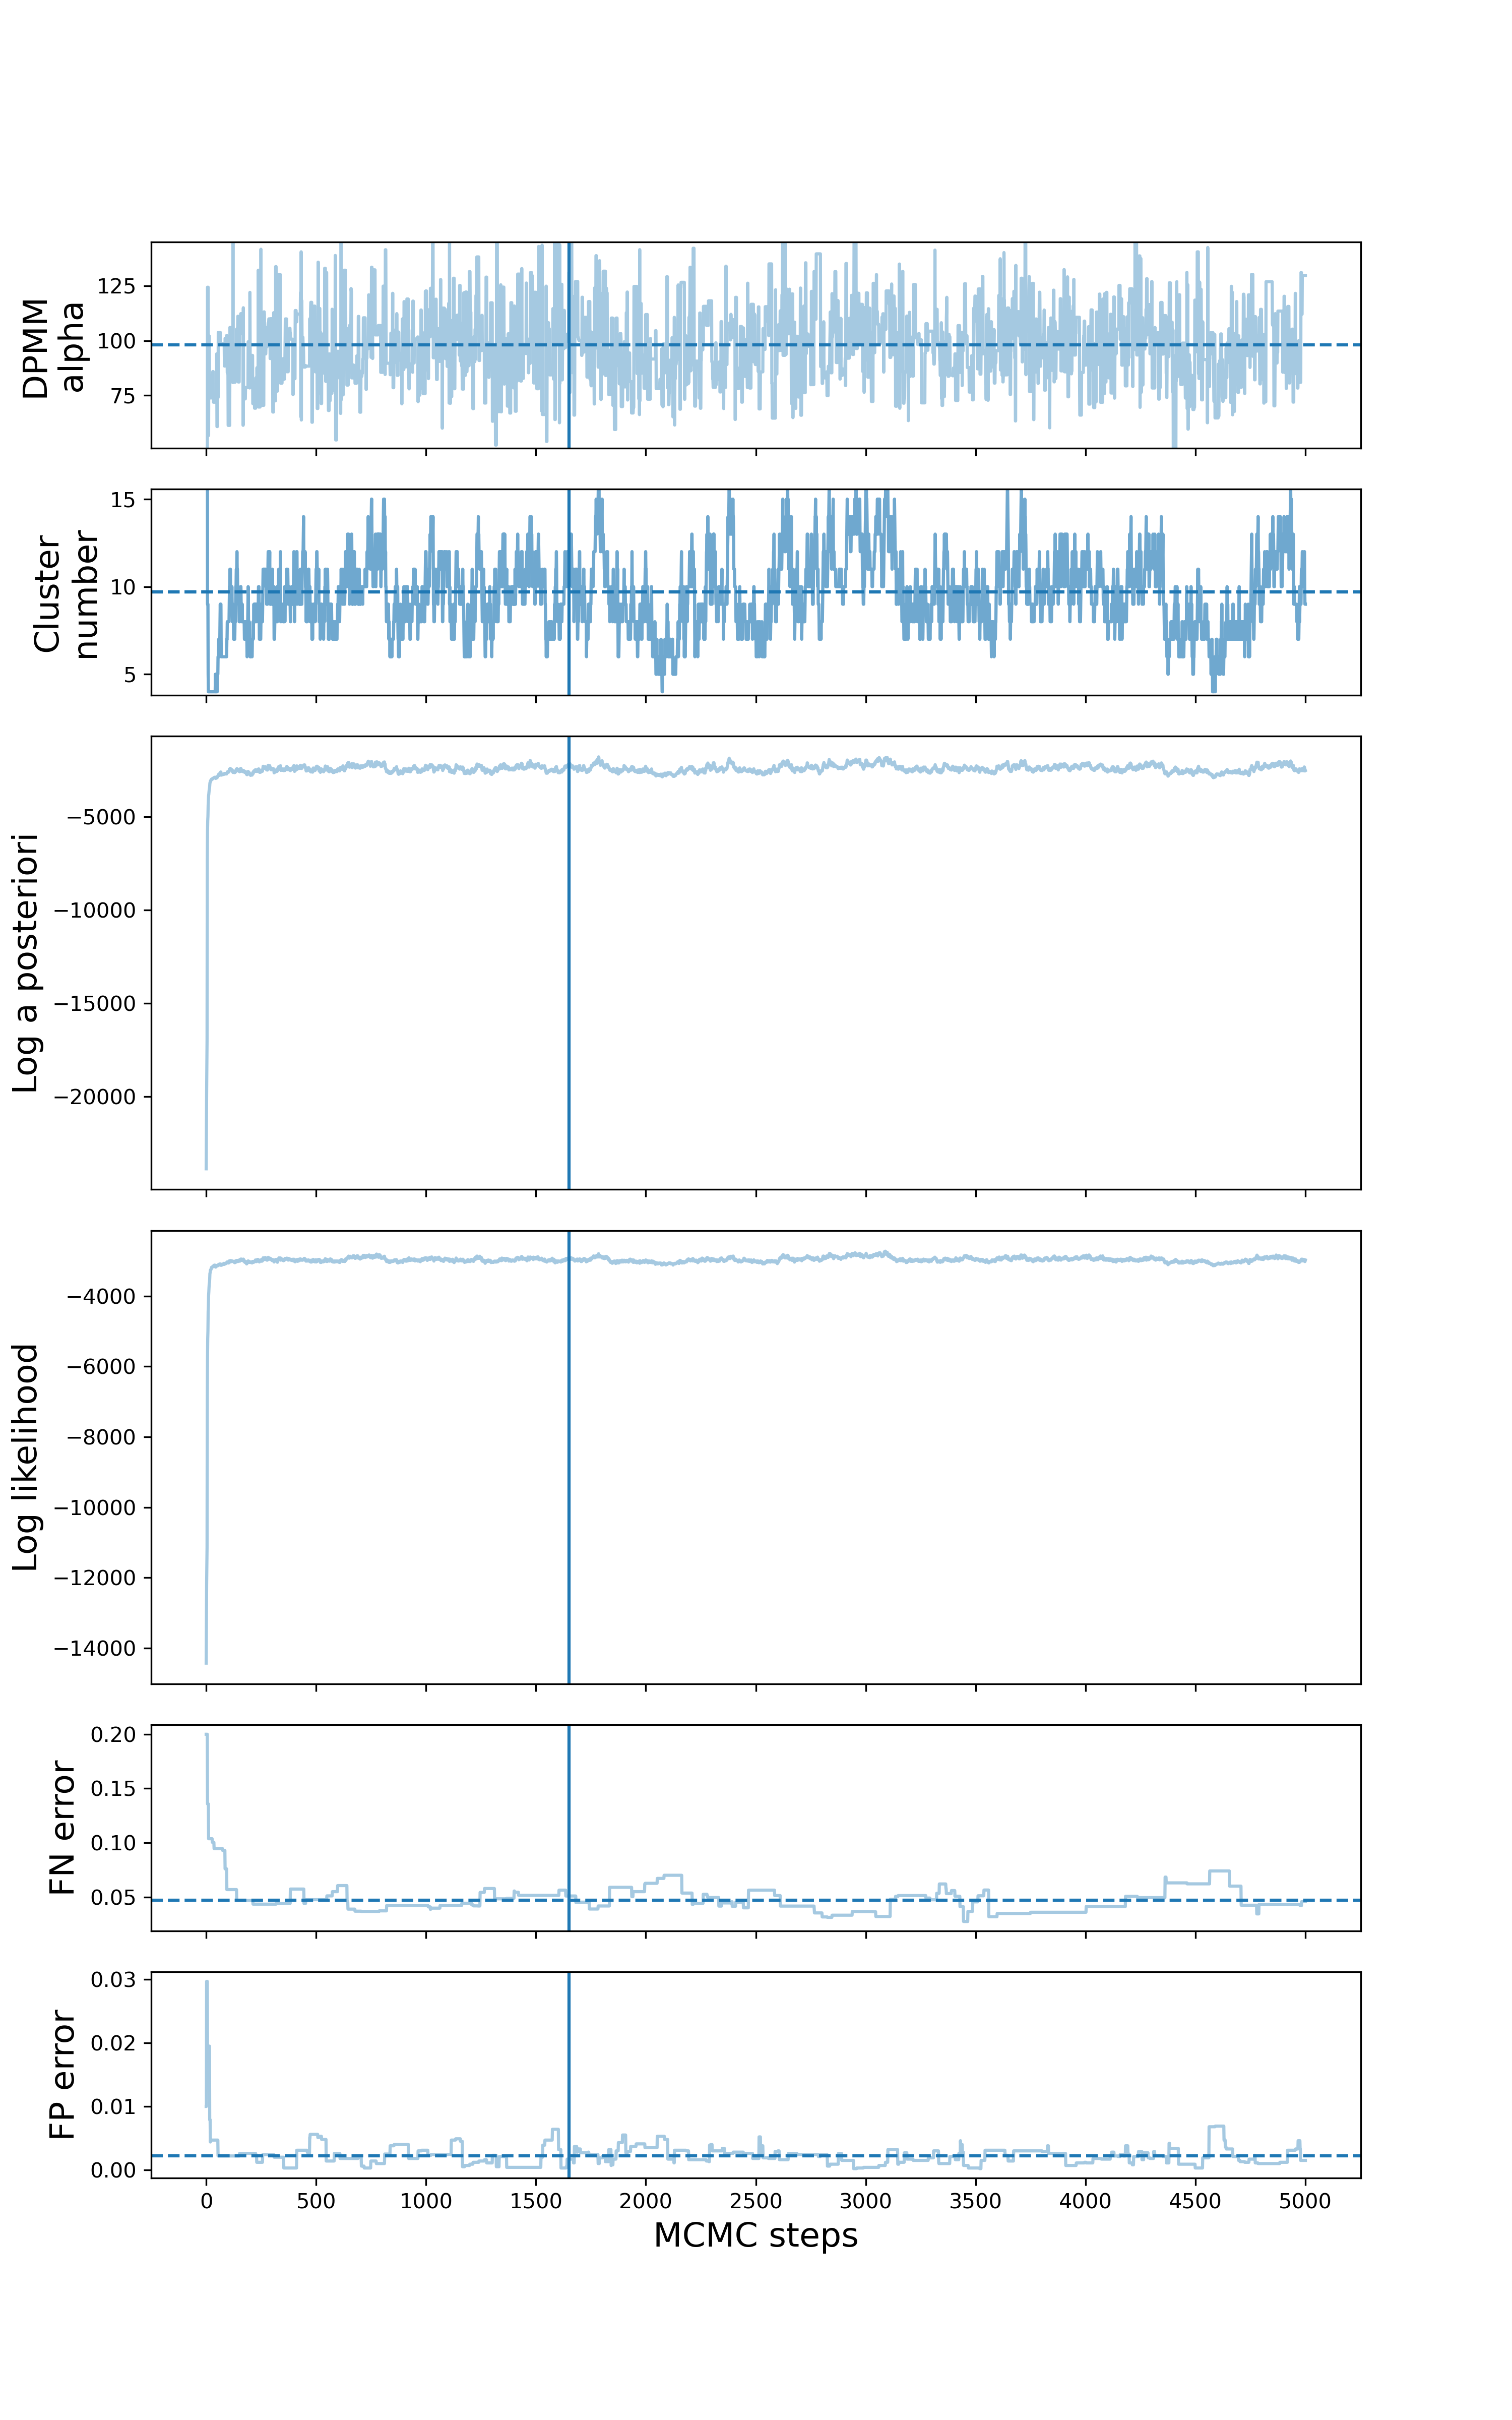 DPMM
alpha
125
100
75
Cluster
number
15
10
5
Log a posteriori
−5000
−10000
−15000
−20000
Log likelihood
−4000
−6000
−8000
−10000
−12000
−14000
FN error
0.20
0.15
0.10
0.05
FP error
0.03
0.02
0.01
0.00
0 500 1000 1500 2000 2500 3000 3500 4000 4500 5000
MCMC steps